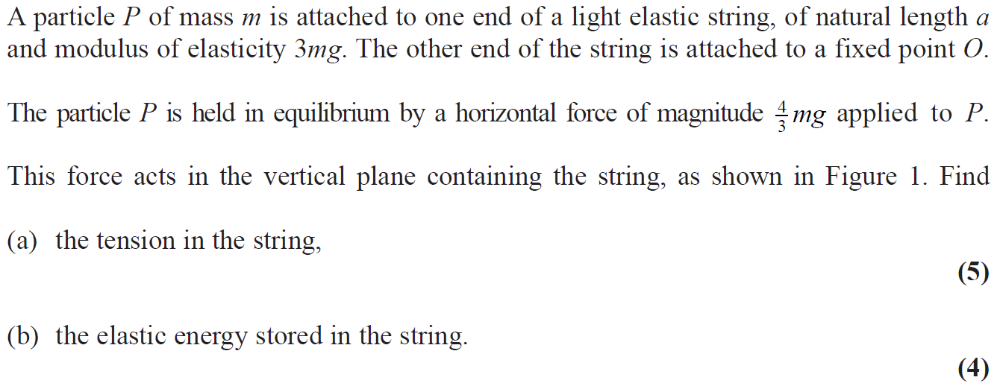 A particle P of mass m is attached to one end of a light elastic string, of natural length a
and modulus of elasticity 3mg. The other end of the string is attached to a fixed point O.
The particle P is held in equilibrium by a horizontal force of magnitude 4/3 mg applied to P.
This force acts in the vertical plane containing the string, as shown in Figure 1. Find
(a) the tension in the string,
(5)
(b) the elastic energy stored in the string.
(4)